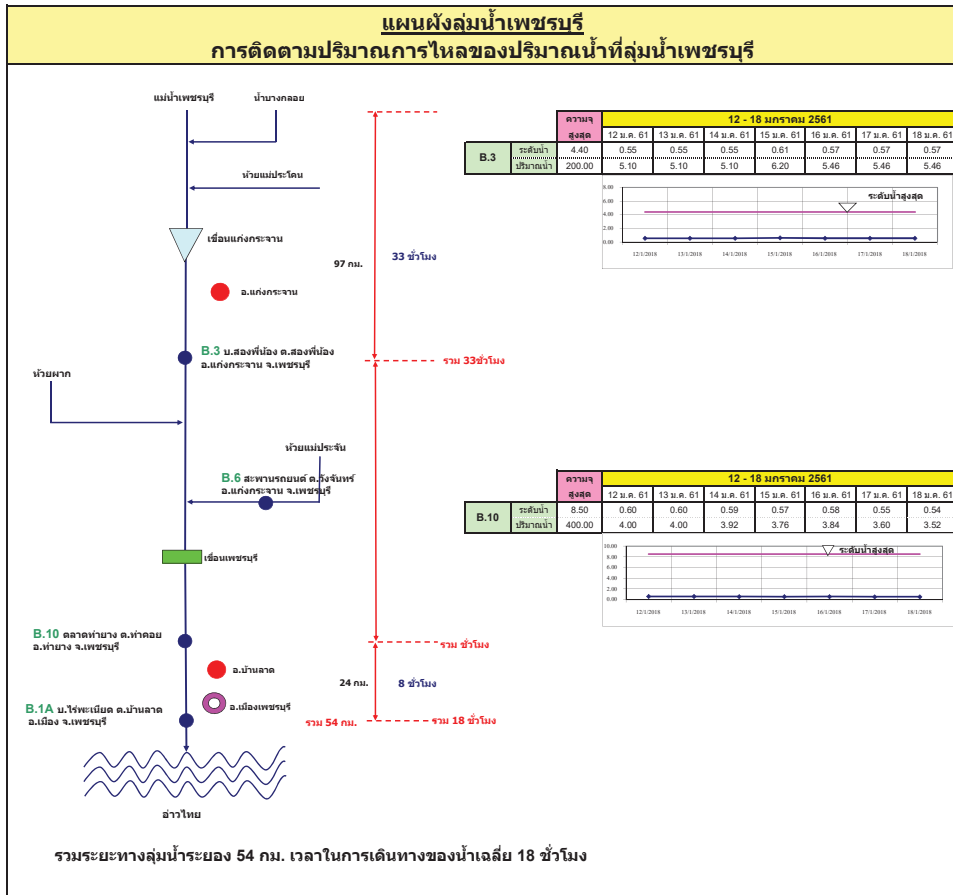 แผนผังลุ่มน้ำเพชรบุรี
การติดตามปริมาณการไหลของปริมาณน้ำที่ลุ่มน้ำเพชรบุรี
แม่น้ำเพชรบุรี
น้ำบางกลอย
ห้วยแม่ประโดน
เขื่อนแก่งกระจาน
อ.แก่งกระจาน
97 กม.
33 ชั่วโมง
B.3 บ.สองพี่น้อง ต.สองพี่น้อง
อ.แก่งกระจาน จ.เพชรบุรี
รวม 33ชั่วโมง
ห้วยผาก
ห้วยแม่ประจัน
B.6 สะพานรถยนต์ ต.วังจันทร์
อ.แก่งกระจาน จ.เพชรบุรี
เขื่อนเพชรบุรี
B.10 ตลาดท่ายาง ต.ท่าคอย
อ.ท่ายาง จ.เพชรบุรี
รวม ชั่วโมง
อ.บ้านลาด
24 กม.
8 ชั่วโมง
อ.เมืองเพชรบุรี
B.1A บ.ไร่พะเนียด ต.บ้านลาด
อ.เมือง จ.เพชรบุรี
รวม 54 กม.
รวม 18 ชั่วโมง
อ่าวไทย
รวมระยะทางลุ่มน้ำระยอง 54 กม. เวลาในการเดินทางของน้ำเฉลี่ย 18 ชั่วโมง
ความจุ 12 - 18 มกราคม 2561
สูงสุด 12 ม.ค. 61 13 ม.ค. 61 14 ม.ค. 61 15 ม.ค. 61 16 ม.ค. 61 17 ม.ค. 61 18 ม.ค. 61
B.3
ระดับน้ำ 4.40 0.55 0.55 0.55 0.61 0.57 0.57 0.57
ปริมาณน้ำ 200.00 5.10 5.10 5.10 6.20 5.46 5.46 5.46
8.00
6.00
4.00
2.00
0.00
ระดับน้ำสูงสุด
12/1/2018 13/1/2018 14/1/2018 15/1/2018 16/1/2018 17/1/2018 18/1/2018
ความจุ 12 - 18 มกราคม 2561
สูงสุด 12 ม.ค. 61 13 ม.ค. 61 14 ม.ค. 61 15 ม.ค. 61 16 ม.ค. 61 17 ม.ค. 61 18 ม.ค. 61
B.10
ระดับน้ำ 8.50 0.60 0.60 0.59 0.57 0.58 0.55 0.54
ปริมาณน้ำ 400.00 4.00 4.00 3.92 3.76 3.84 3.60 3.52
10.00
8.00
6.00
4.00
2.00
0.00
ระดับน้ำสูงสุด
12/1/2018 13/1/2018 14/1/2018 15/1/2018 16/1/2018 17/1/2018 18/1/2018